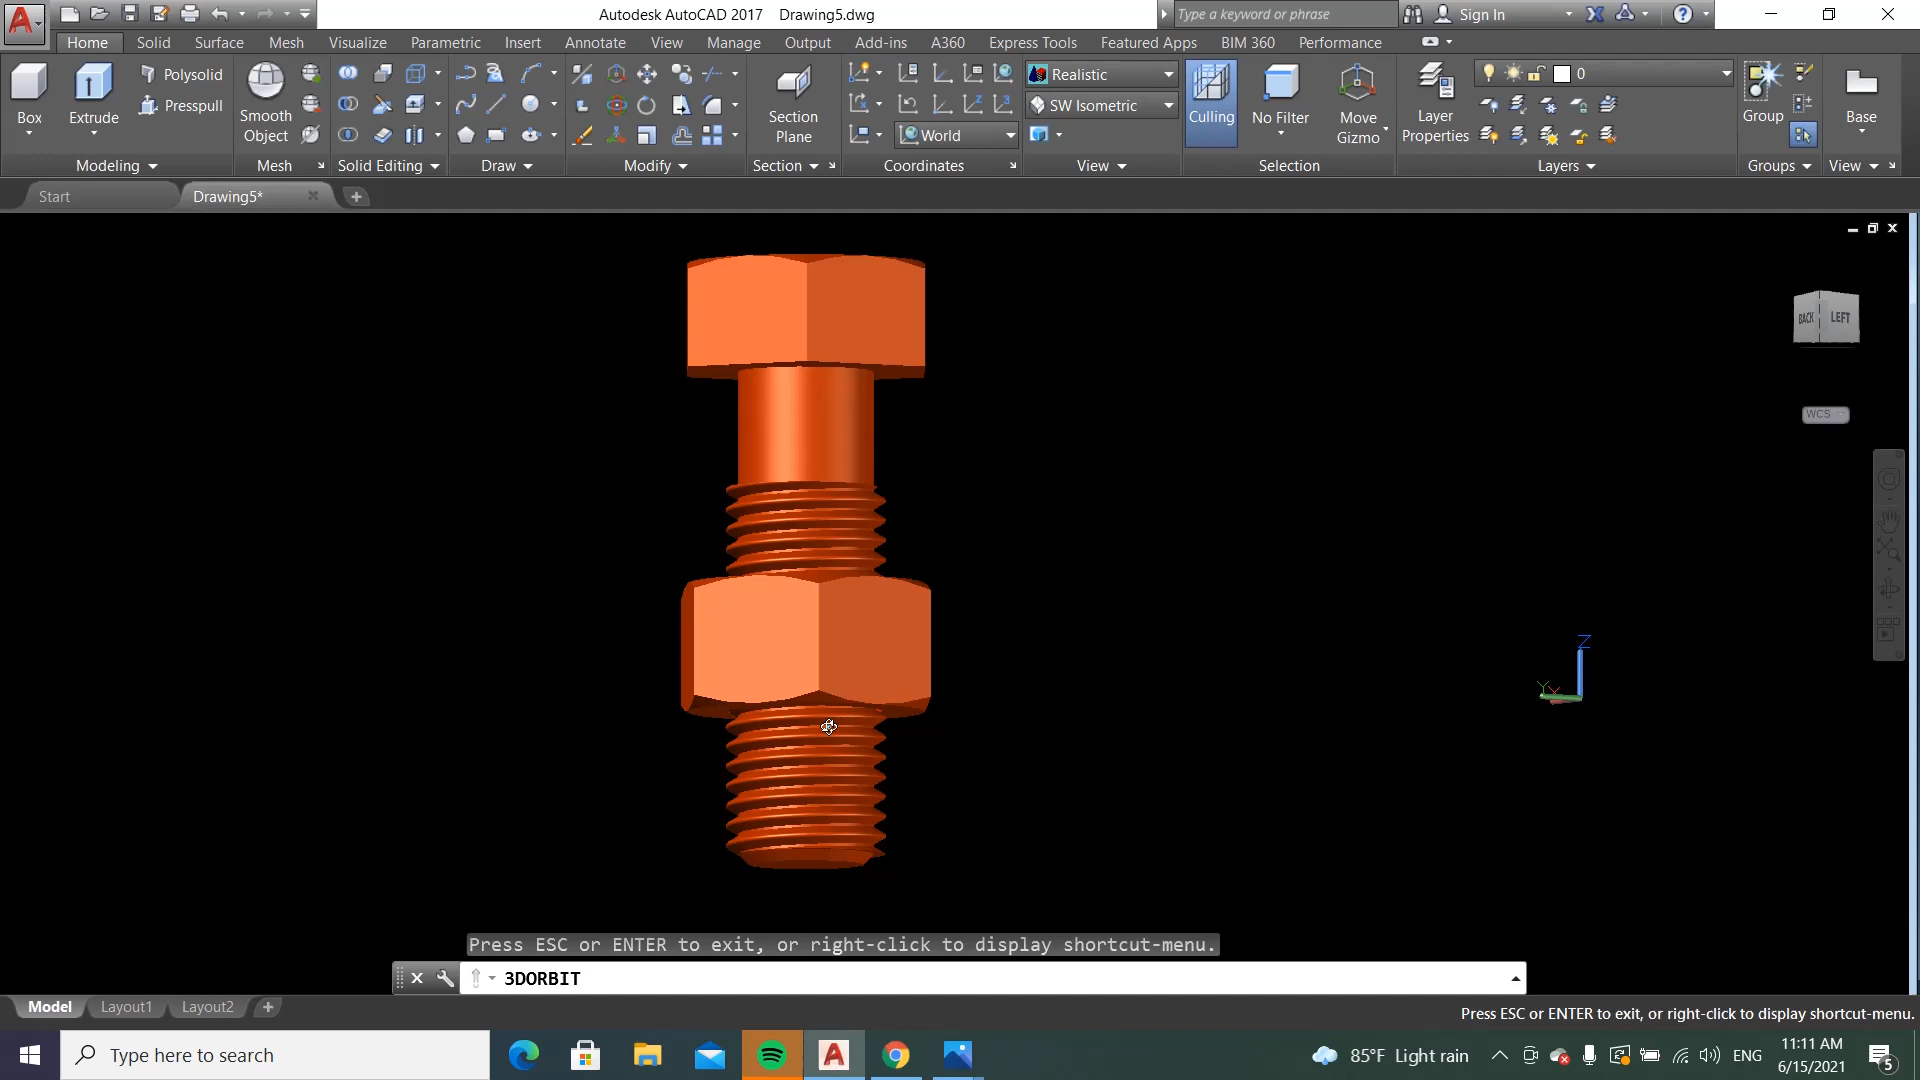 Autodesk AutoCAD 2017 Drawing5.dwg
Type a keyword or phrase
Sign In
Home Solid Surface Mesh Visualize Parametric Insert Annotate View Manage Output Add-ins A360 Express Tools Featured Apps BIM 360 Performance
Box
Extrude
Polysolid
Presspull
Smooth
Object
Section
Plane
World
Realistic
SW Isometric
Culling
No Filter
Move
Gizmo
Layer
Properties
0
Group
Base
Modeling Mesh Solid Editing Draw Modify Section Coordinates View Selection Layers Groups View
Start Drawing5*
BACK LEFT
WCS
Z
Y X
Press ESC or ENTER to exit, or right-click to display shortcut-menu.
3DORBIT
Model Layout1 Layout2
Press ESC or ENTER to exit, or right-click to display shortcut-menu.
Type here to search
85°F Light rain
ENG
11:11 AM
6/15/2021
5